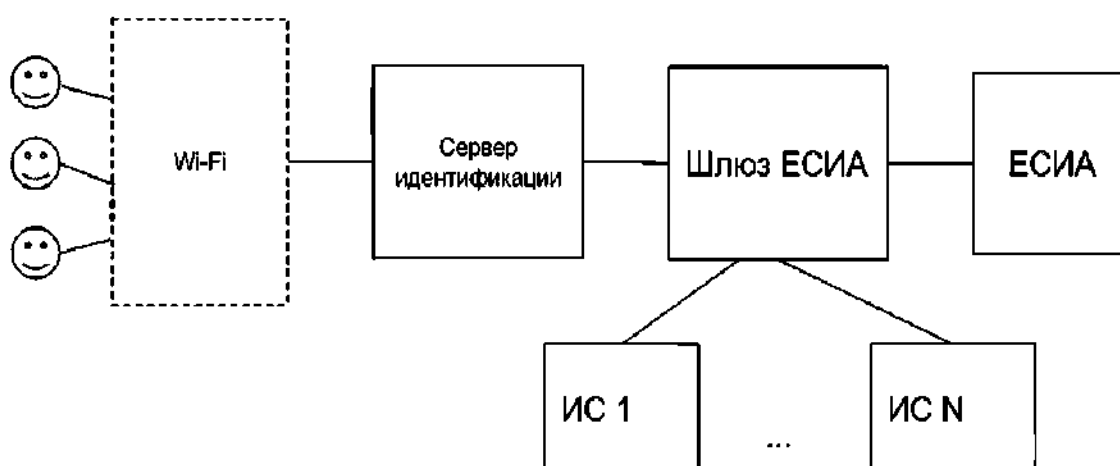 Wi-Fi
Сервер
идентификации
Шлюз ЕСИА
ЕСИА
ИС 1
...
ИС N